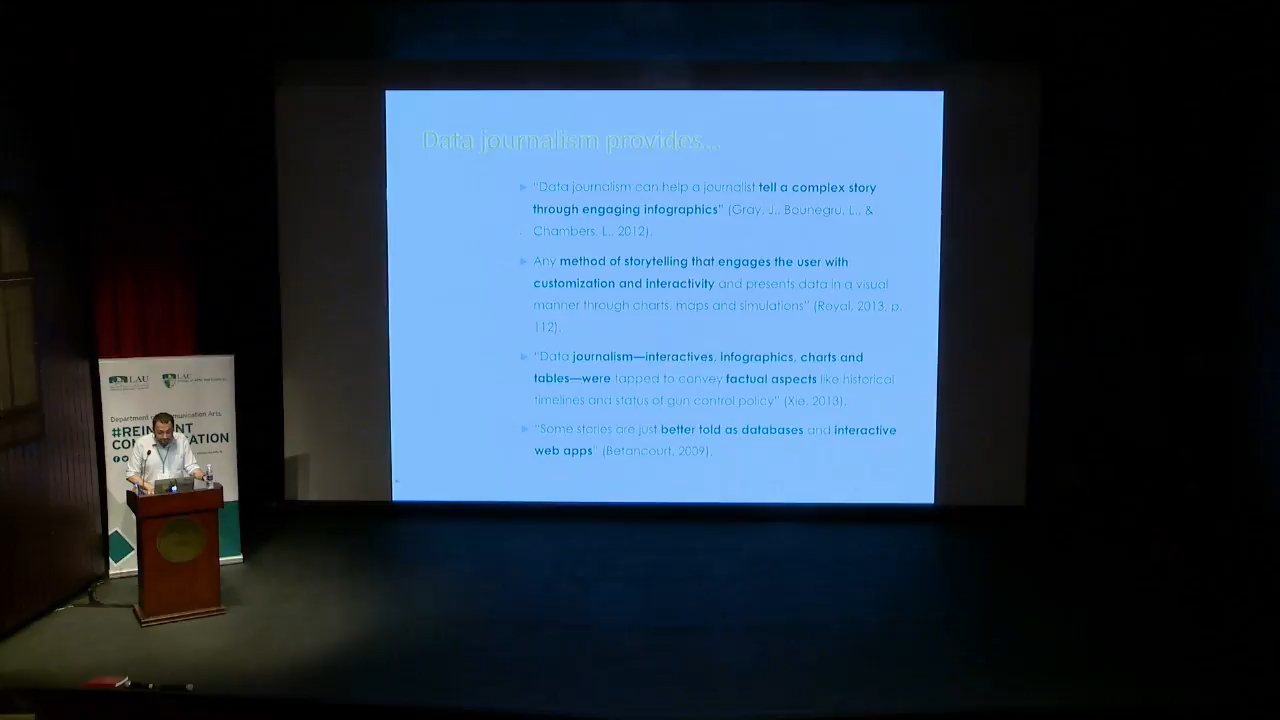 Data journalism provides...
“Data journalism can help a journalist tell a complex story
through engaging infographics” (Gray, J., Bounegru, L., &
Chambers, L., 2012).
Any method of storytelling that engages the user with
customization and interactivity and presents data in a visual
manner through charts, maps and simulations” (Royal, 2013, p.
112).
“Data journalism—interactives, infographics, charts and
tables—were tapped to convey factual aspects like historical
timelines and status of gun control policy” (Xie, 2013).
“Some stories are just better told as databases and interactive
web apps” (Betancourt, 2009).
LAU
LAU
Department
Arts